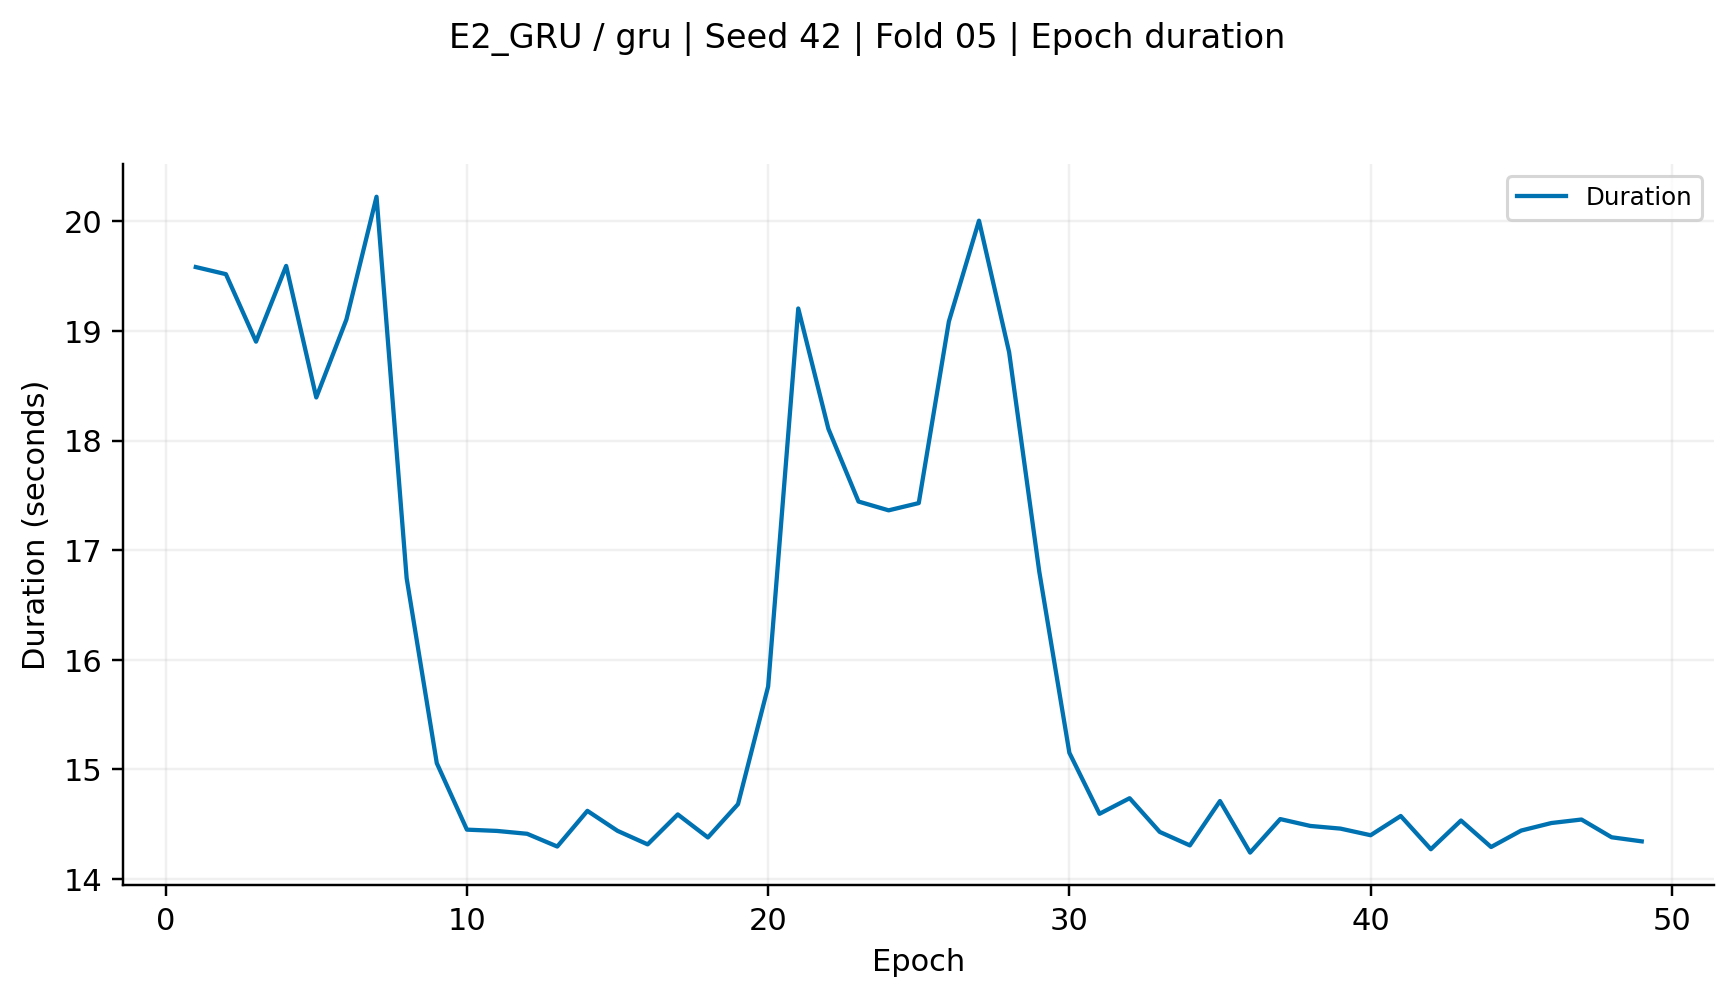 E2_GRU / gru | Seed 42 | Fold 05 | Epoch duration
Duration
Duration (seconds)
20
19
18
17
16
15
14
0 10 20 30 40 50
Epoch